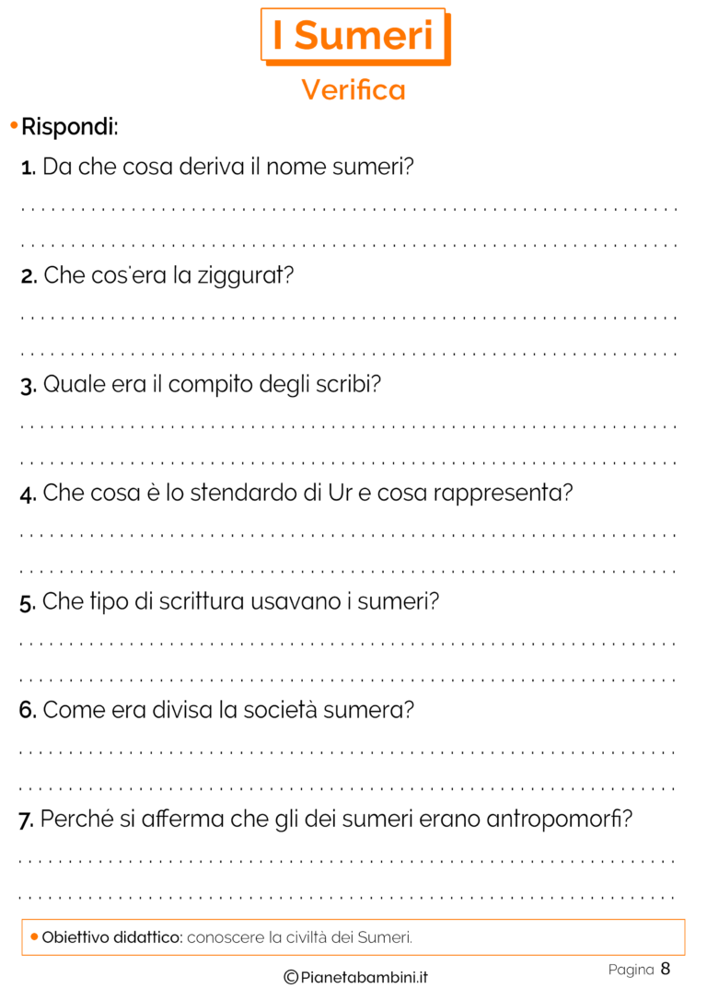 I Sumeri
Verifica
•Rispondi:
1. Da che cosa deriva il nome sumeri?
2. Che cos'era la ziggurat?
3. Quale era il compito degli scribi?
4. Che cosa è lo stendardo di Ur e cosa rappresenta?
5. Che tipo di scrittura usavano i sumeri?
6. Come era divisa la società sumera?
7. Perché si afferma che gli dei sumeri erano antropomorfi?
• Obiettivo didattico: conoscere la civiltà dei Sumeri.
Pagina 8
©Pianetabambini.it